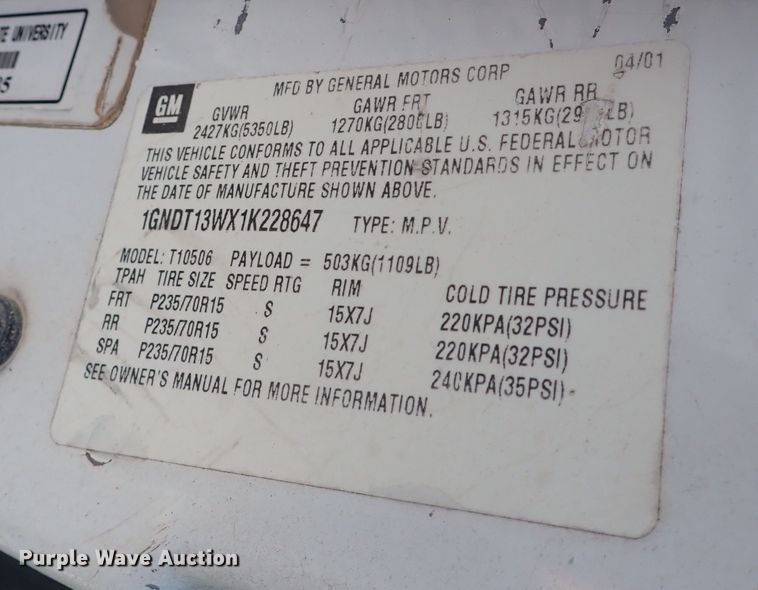 UNIVERSITY
GM
MFD BY GENERAL MOTORS CORP 04/01
GVWR GAWR FRT GAWR RR
2427KG(5350LB) 1270KG(2800LB) 1315KG(
THIS VEHICLE CONFORMS TO ALL APPLICABLE U.S. FEDERAL MOTOR
VEHICLE SAFETY AND THEFT PREVENTION STANDARDS IN EFFECT ON
THE DATE OF MANUFACTURE SHOWN ABOVE.
1GNDT13WX1K228647 TYPE: M.P.V.
MODEL: T10506 PAYLOAD = 503KG(1109LB)
TPAH TIRE SIZE SPEED RTG RIM COLD TIRE PRESSURE
FRT P235/70R15 S 15X7J 220KPA(32PSI)
RR P235/70R15 S 15X7J 220KPA(32PSI)
SPA P235/70R15 S 15X7J 240KPA(35PSI)
SEE OWNER'S MANUAL FOR MORE INFORMATION.
Purple Wave Auction